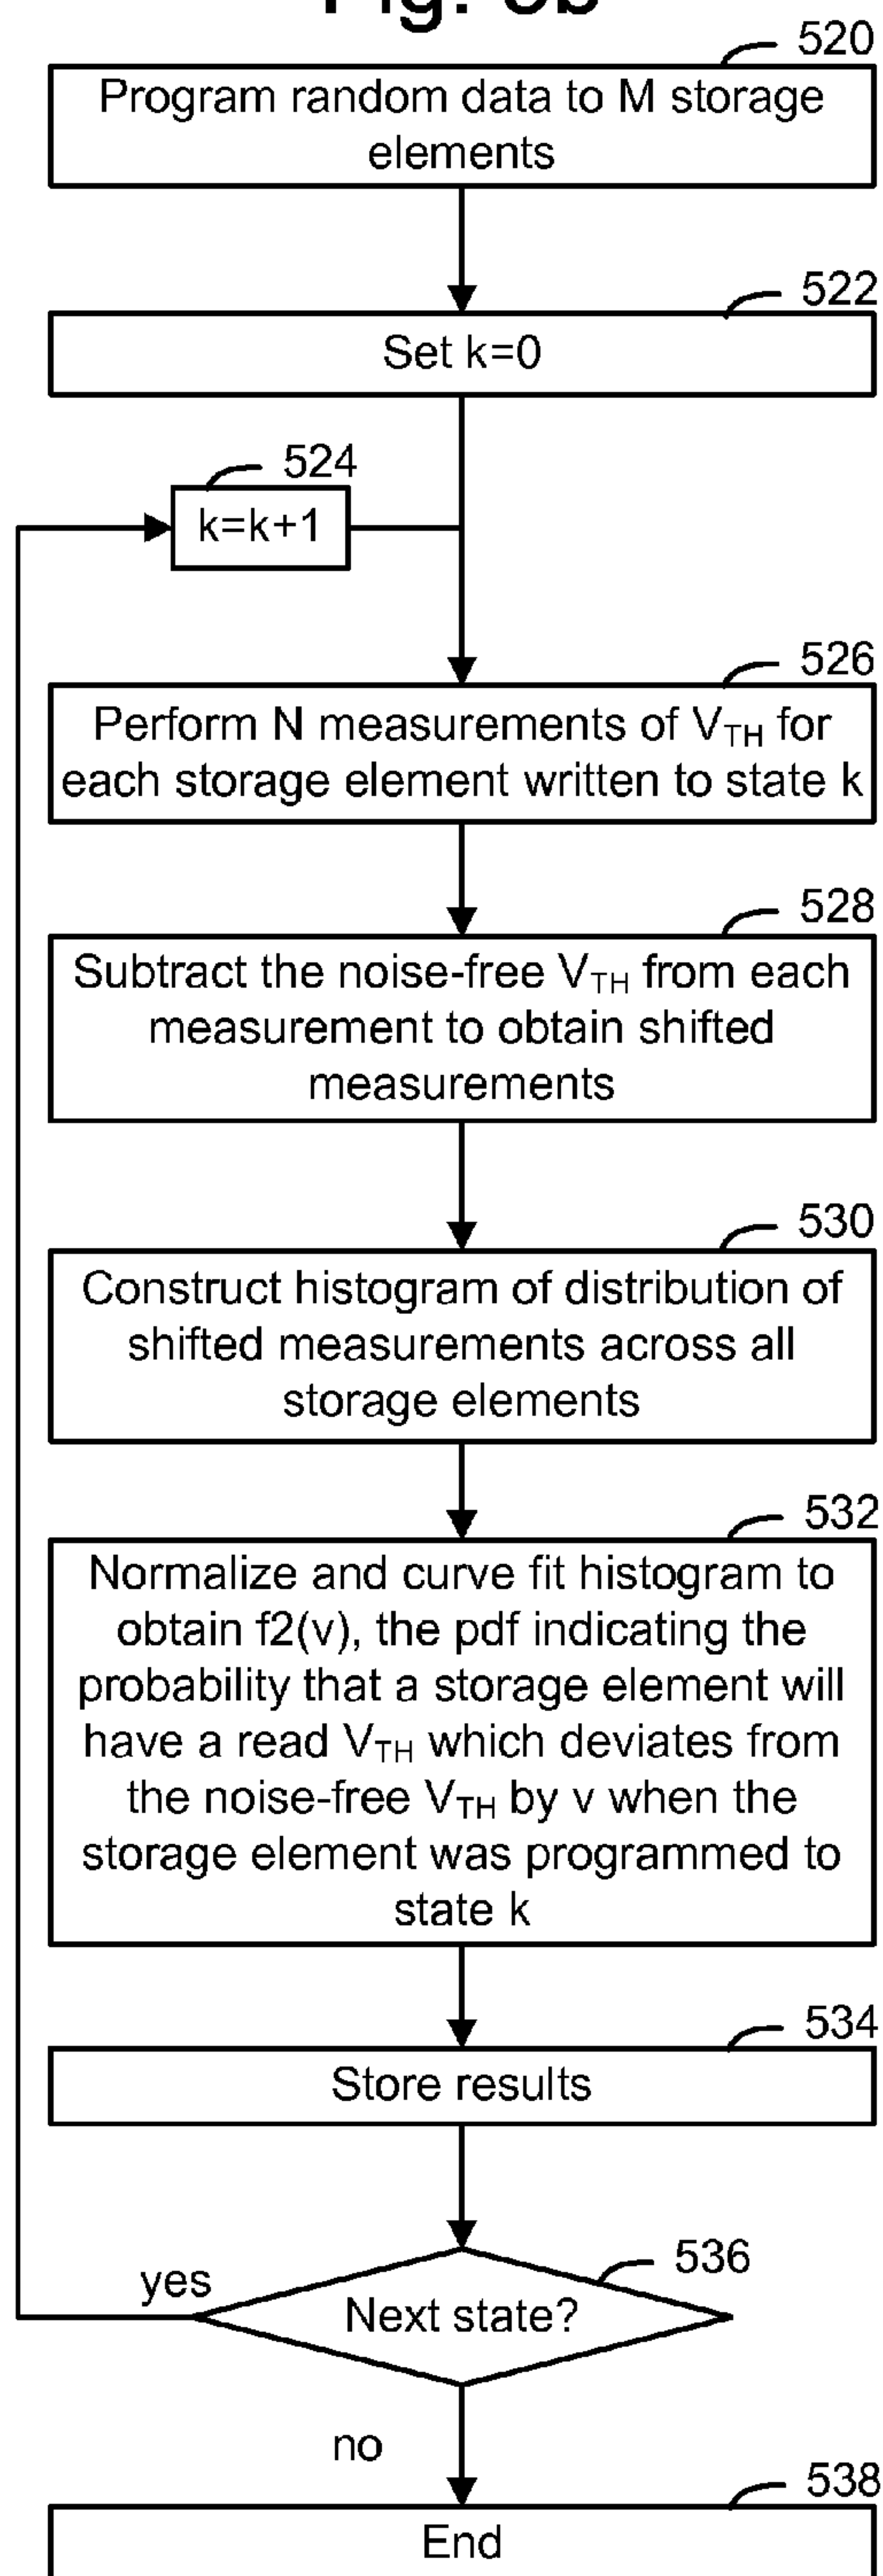 520
Program random data to M storage
elements
522
Set k=0
524
k=k+1
526
Perform N measurements of VTH for
each storage element written to state k
528
Subtract the noise-free VTH from each
measurement to obtain shifted
measurements
530
Construct histogram of distribution of
shifted measurements across all
storage elements
532
Normalize and curve fit histogram to
obtain f2(v), the pdf indicating the
probability that a storage element will
have a read VTH which deviates from
the noise-free VTH by v when the
storage element was programmed to
state k
534
Store results
536
yes
Next state?
no
538
End